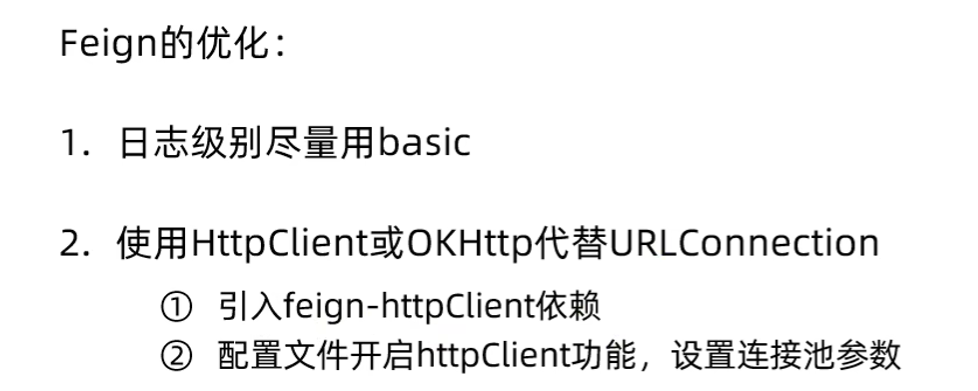 Feign的优化：
1. 日志级别尽量用basic
2. 使用HttpClient或OKHttp代替URLConnection
① 引入feign-httpClient依赖
② 配置文件开启httpClient功能，设置连接池参数